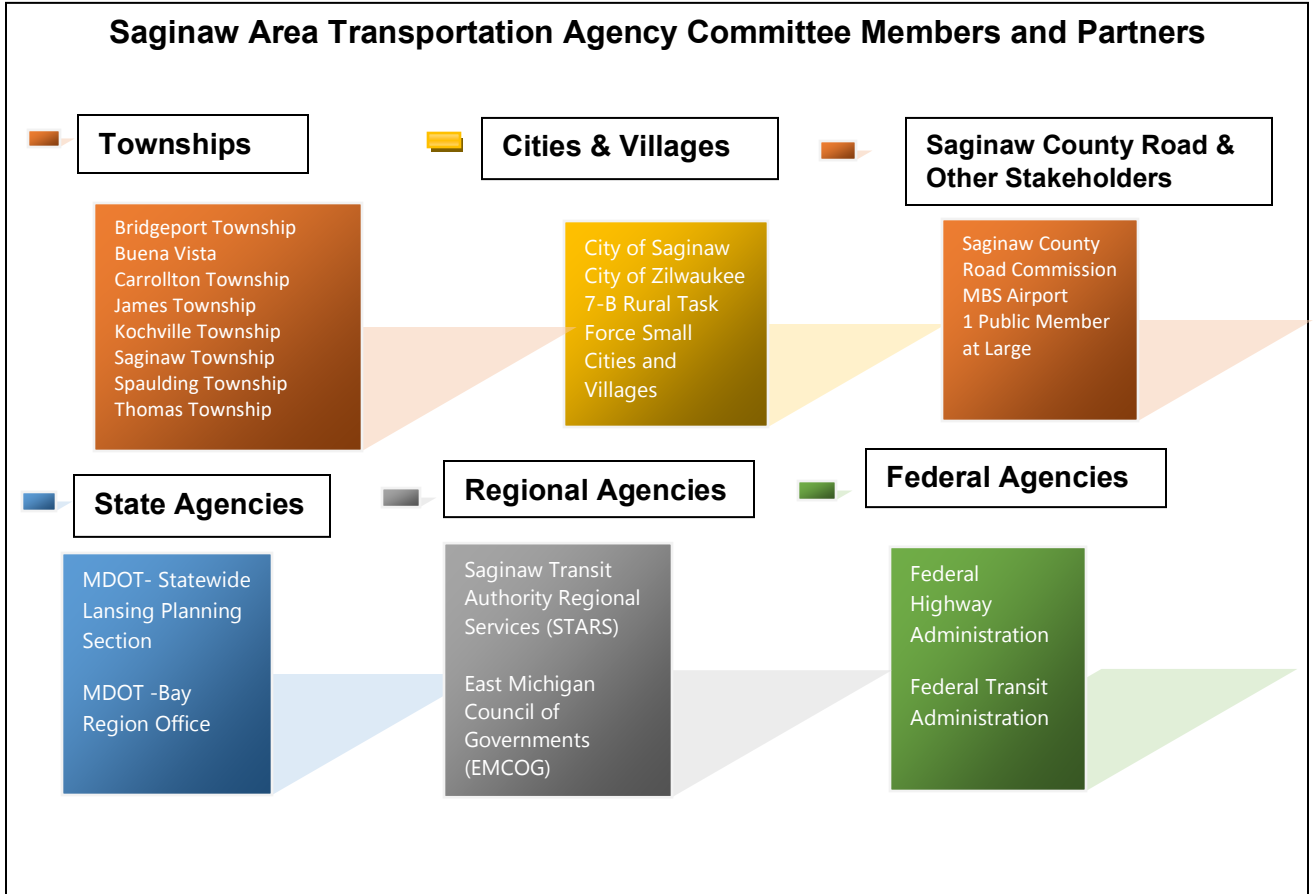 Saginaw Area Transportation Agency Committee Members and Partners
Townships
Bridgeport Township
Buena Vista
Carrollton Township
James Township
Kochville Township
Saginaw Township
Spaulding Township
Thomas Township
Cities & Villages
City of Saginaw
City of Zilwaukee
7-B Rural Task
Force Small
Cities and
Villages
Saginaw County Road &
Other Stakeholders
Saginaw County
Road Commission
MBS Airport
1 Public Member
at Large
State Agencies
MDOT- Statewide
Lansing Planning
Section
MDOT -Bay
Region Office
Regional Agencies
Saginaw Transit
Authority Regional
Services (STARS)
East Michigan
Council of
Governments
(EMCOG)
Federal Agencies
Federal
Highway
Administration
Federal Transit
Administration